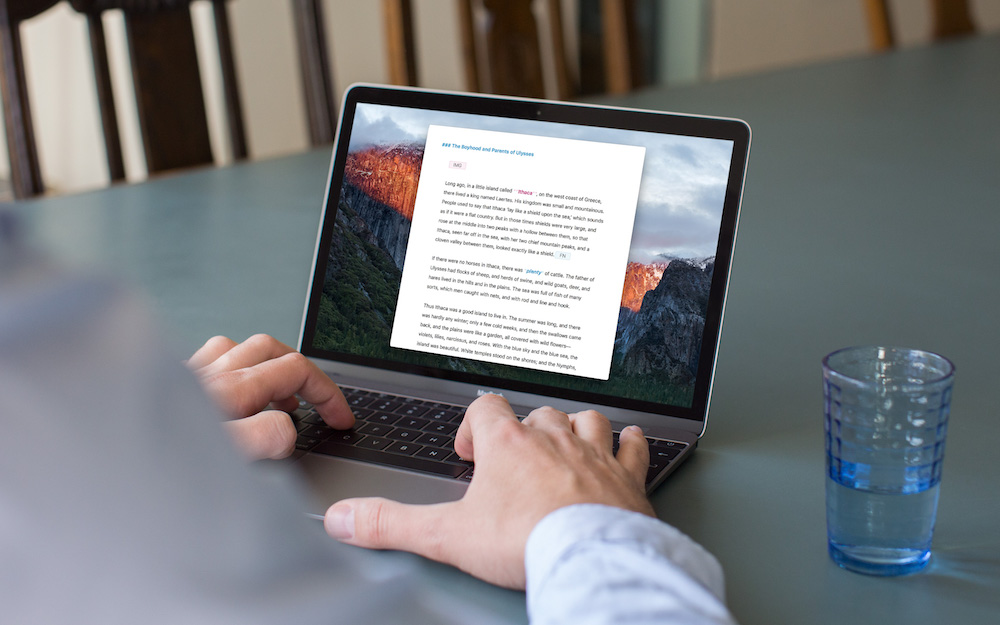 ### The Boyhood and Parents of Ulysses
IMG
Long ago, in a little island called **Ithaca**, on the west coast of Greece,
there lived a king named Laertes. His kingdom was small and mountainous.
People used to say that Ithaca 'lay like a shield upon the sea,' which sounds
as if it were a flat country. But in those times shields were very large, and
rose at the middle into two peaks with a hollow between them, so that
Ithaca, seen far off in the sea, with her two chief mountain peaks, and a
cloven valley between them, looked exactly like a shield. FN
If there were no horses in Ithaca, there was *plenty* of cattle. The father of
Ulysses had flocks of sheep, and herds of swine, and wild goats, deer, and
hares lived in the hills and in the plains. The sea was full of fish of many
sorts, which men caught with nets, and with rod and line and hook.
Thus Ithaca was a good island to live in. The summer was long, and there
was hardly any winter; only a few cold weeks, and then the swallows came
back, and the plains were like a garden, all covered with wild flowers—
violets, lilies, narcissus, and roses. With the blue sky and the blue sea, the
island was beautiful. White temples stood on the shores; and the Nymphs,